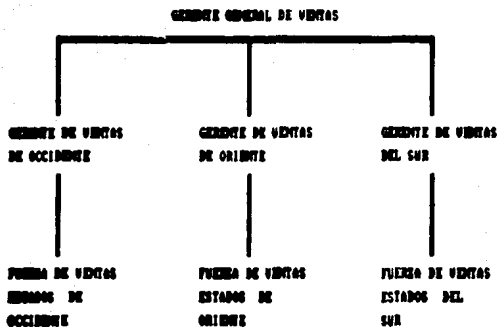 GERENTE GENERAL DE VENTAS
GERENTE DE VENTAS
DE OCCIDENTE
GERENTE DE VENTAS
DE ORIENTE
GERENTE DE VENTAS
DEL SUR
FUERZA DE VENTAS
ESTADOS DE
OCCIDENTE
FUERZA DE VENTAS
ESTADOS DE
ORIENTE
FUERZA DE VENTAS
ESTADOS DEL
SUR